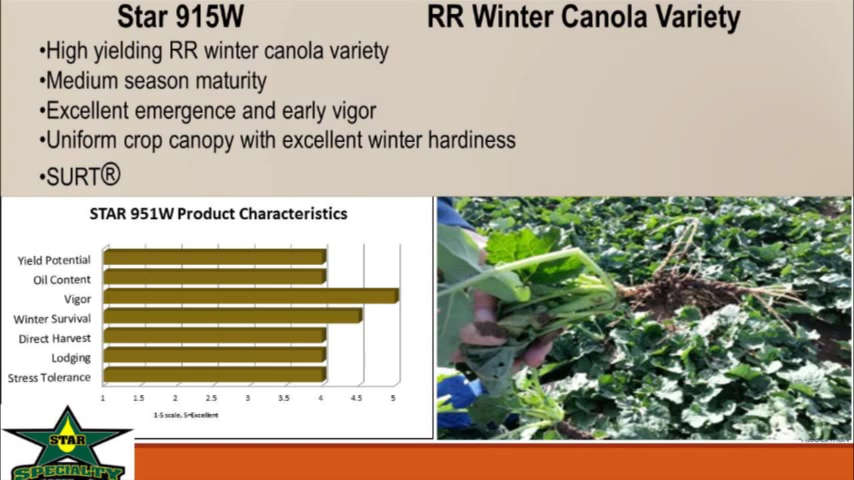 Star 915W
RR Winter Canola Variety
•High yielding RR winter canola variety
•Medium season maturity
•Excellent emergence and early vigor
•Uniform crop canopy with excellent winter hardiness
•SURT®
STAR 951W Product Characteristics
Yield Potential
Oil Content
Vigor
Winter Survival
Direct Harvest
Lodging
Stress Tolerance
1 1.5 2 2.5 3 3.5 4 4.5 5
1-5 scale, 5=Excellent
STAR
SPECIALTY